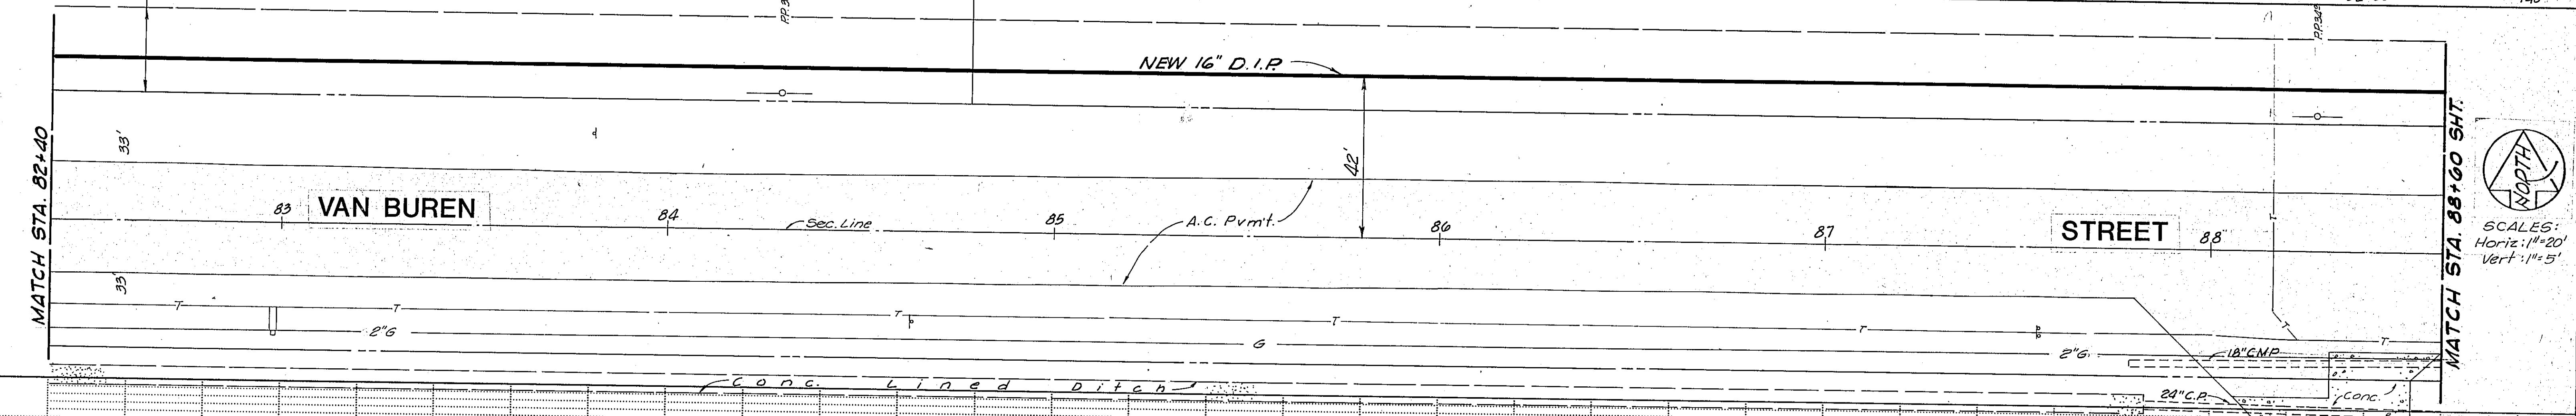 NEW 16" D.I.P.
MATCH STA. 82+40
33'
VAN BUREN
83
84
Sec. Line
85
A.C. Pvm't.
42'
86
87
STREET
88
MATCH STA. 88+60 SHT.
NORTH
SCALES:
Horiz: 1"=20'
Vert: 1"=5'
33'
T
T
T
T
T
T
T
T
2"G
G
2"G.
18" C.M.P.
Conc. Lined Ditch
24" C.P.
Conc.